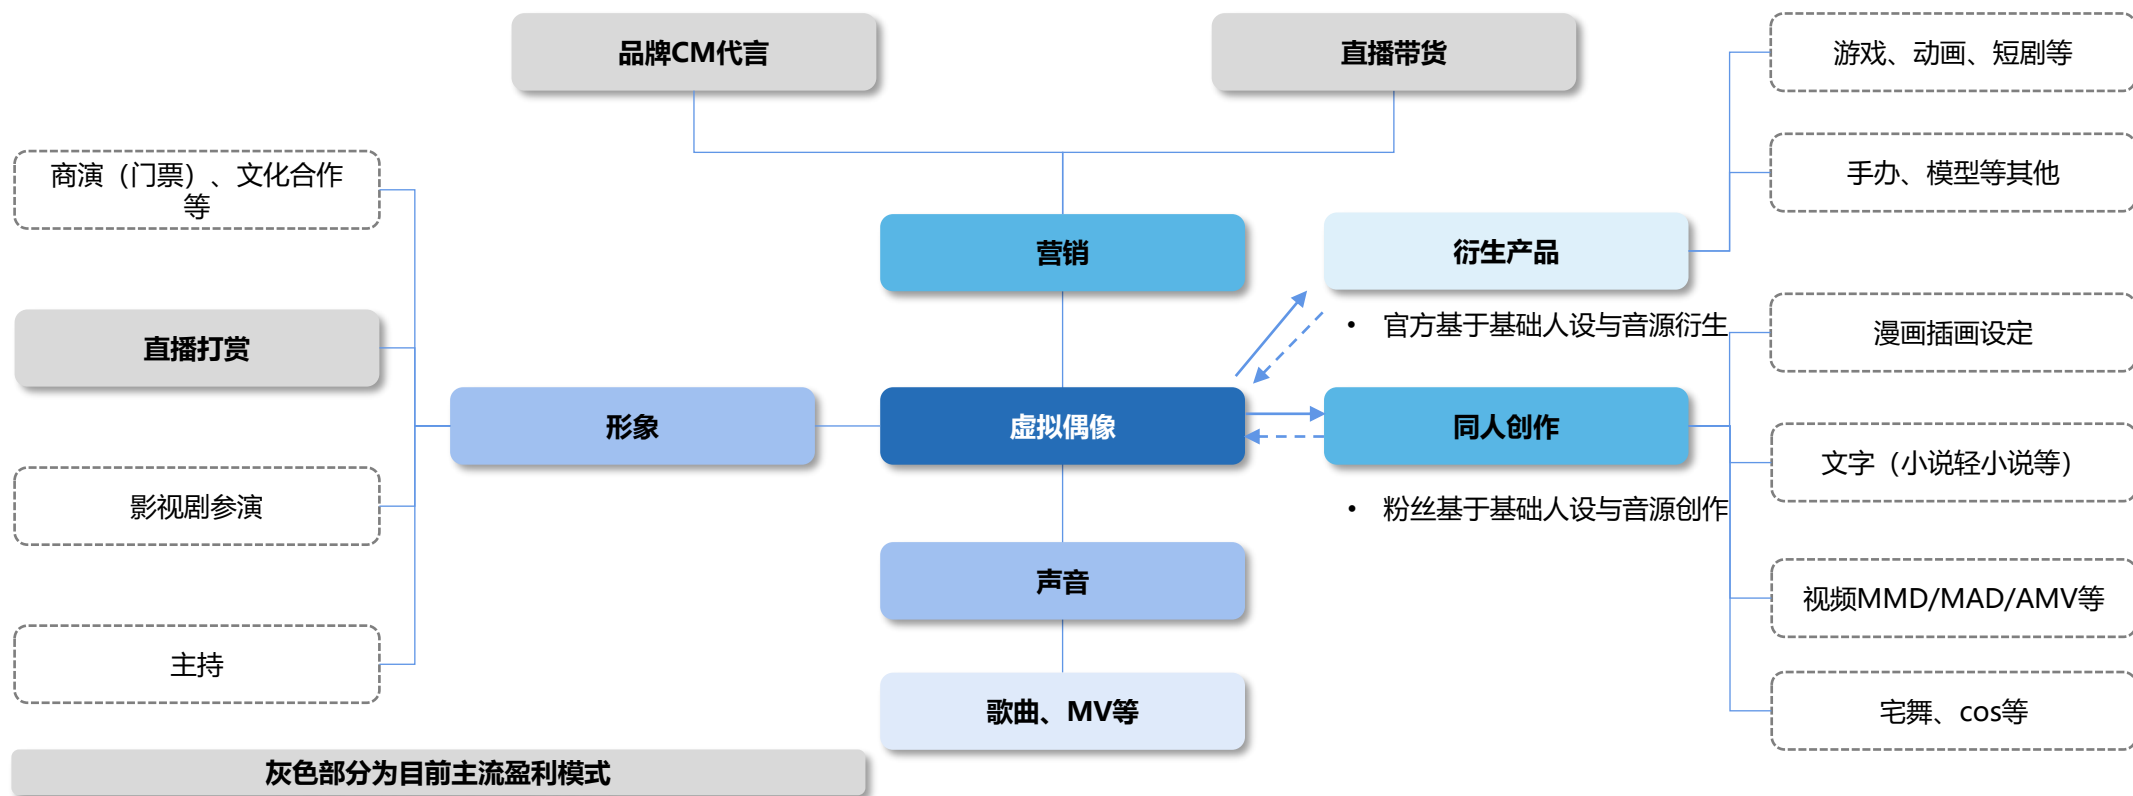 品牌CM代言
直播带货
游戏、动画、短剧等
商演（门票）、文化合作
等
手办、模型等其他
营销
衍生产品
• 官方基于基础人设与音源衍生
直播打赏
漫画插画设定
形象
虚拟偶像
同人创作
文字（小说轻小说等）
影视剧参演
• 粉丝基于基础人设与音源创作
声音
视频MMD/MAD/AMV等
主持
歌曲、MV等
宅舞、cos等
灰色部分为目前主流盈利模式